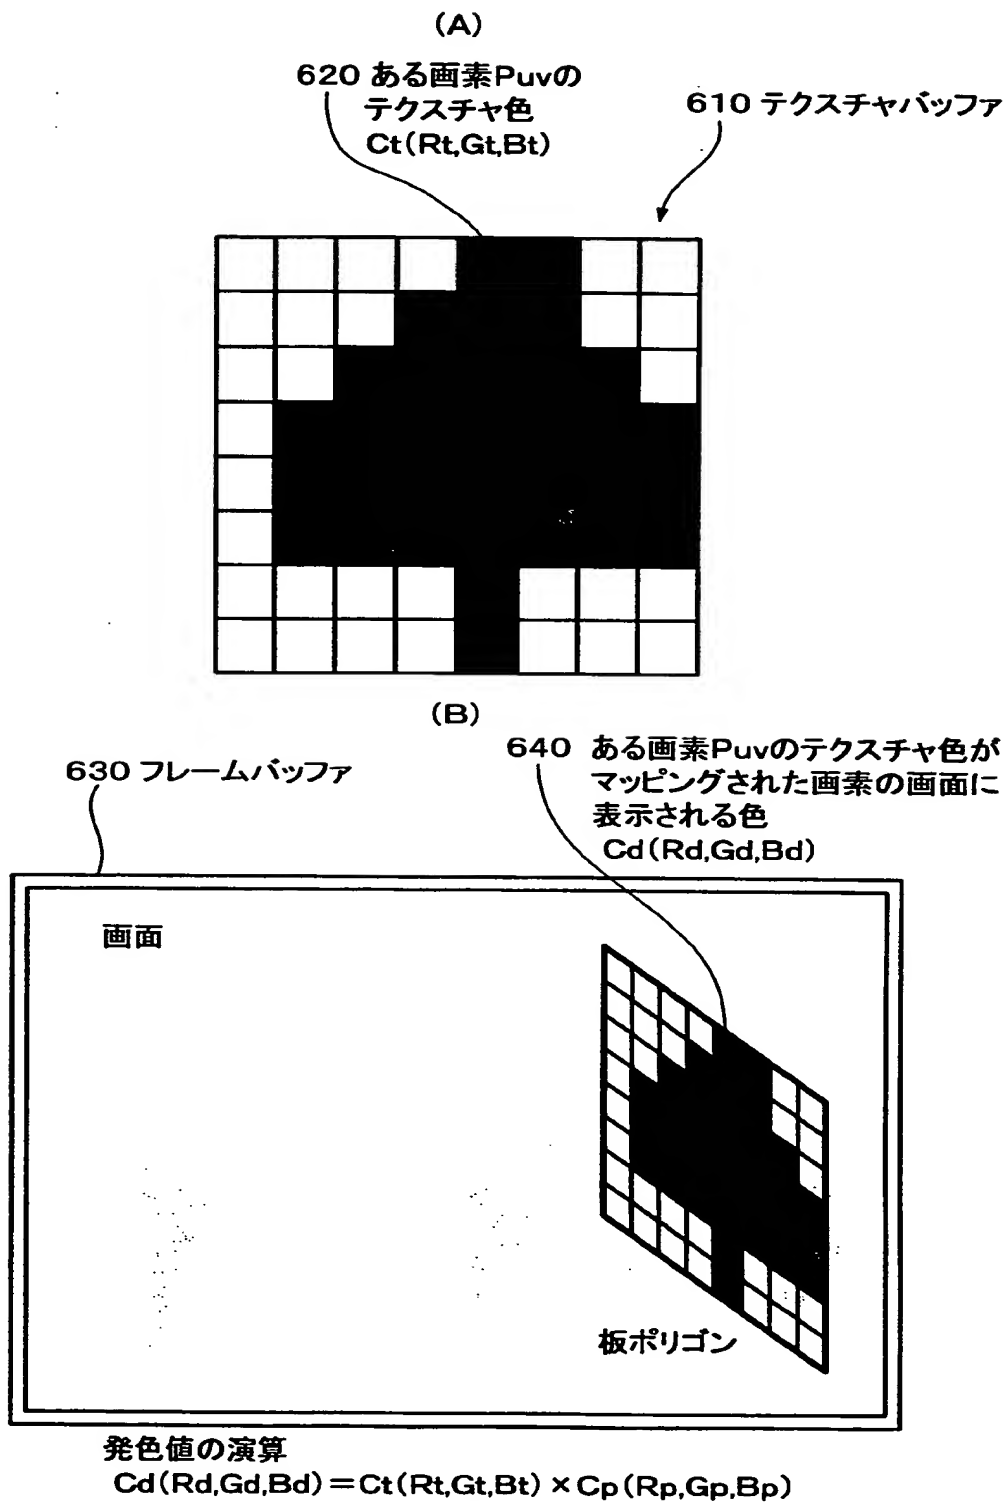 (A)
620 ある画素Puvの
テクスチャ色
Ct(Rt,Gt,Bt)
610 テクスチャバッファ
(B)
630 フレームバッファ
640 ある画素Puvのテクスチャ色が
マッピングされた画素の画面に
表示される色
Cd(Rd,Gd,Bd)
画面
板ポリゴン
発色値の演算
Cd(Rd,Gd,Bd)=Ct(Rt,Gt,Bt)×Cp(Rp,Gp,Bp)